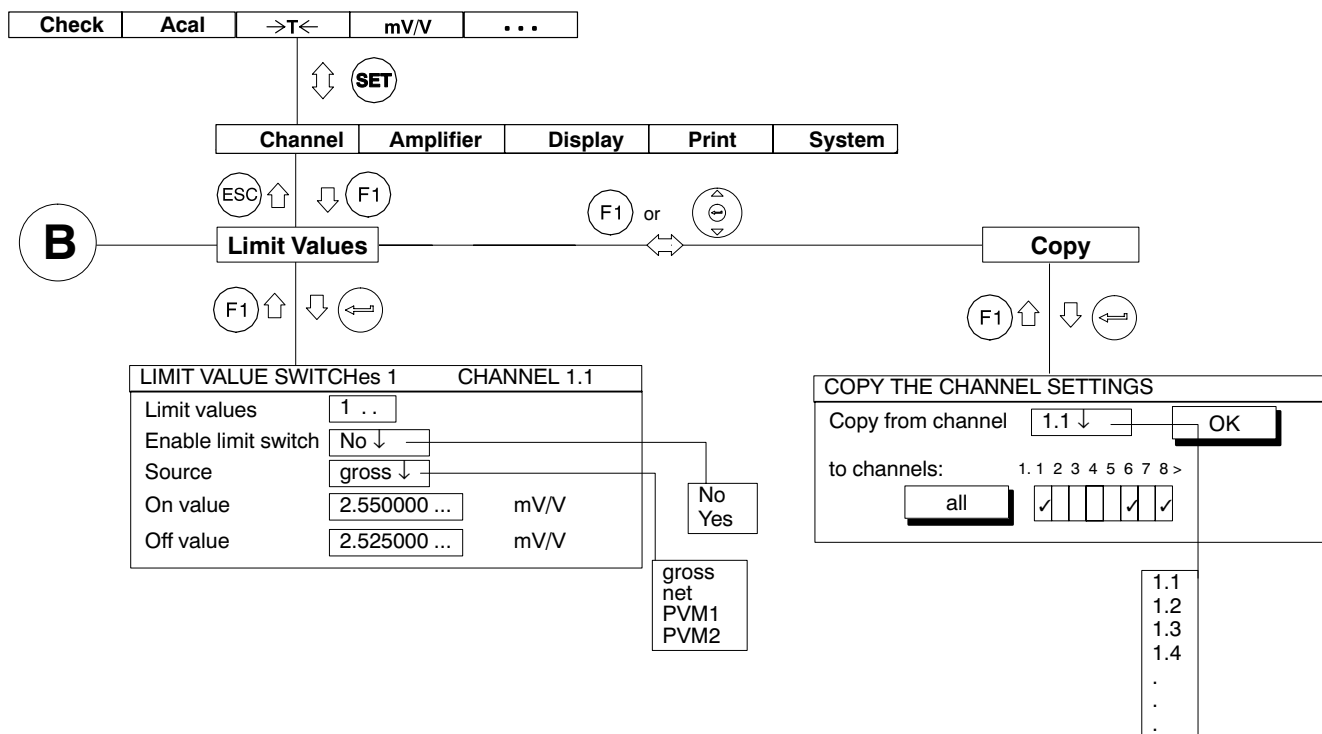 Check Acal →T← mV/V ...
SET
Channel Amplifier Display Print System
ESC F1
F1 or
B Limit Values Copy
F1
F1
LIMIT VALUE SWITCHes 1 CHANNEL 1.1
Limit values 1 . .
Enable limit switch No ↓
Source gross ↓
On value 2.550000 ... mV/V
Off value 2.525000 ... mV/V
No
Yes
gross
net
PVM1
PVM2
COPY THE CHANNEL SETTINGS
Copy from channel 1.1 ↓ OK
to channels: 1. 1 2 3 4 5 6 7 8 >
all ✓ ✓ ✓
1.1
1.2
1.3
1.4
.
.
.